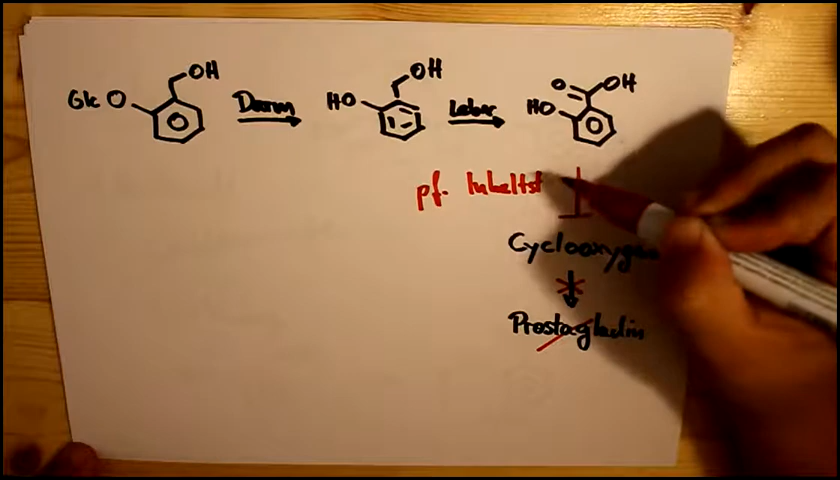 Glc O OH Darm HO OH Leber HO O OH
pf. Inhaltst
Cyclooxygen
Prostaglandin